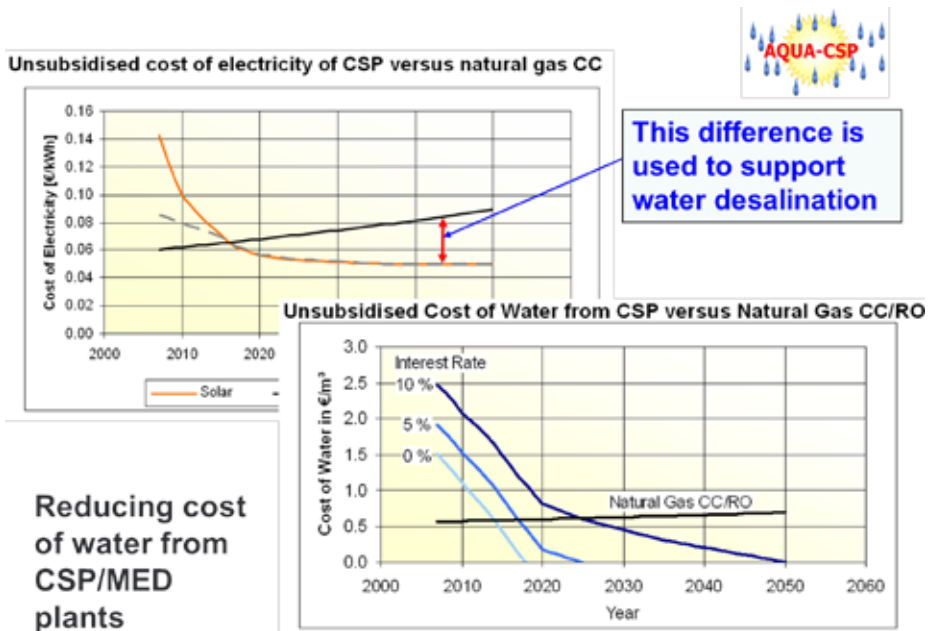 AQUA-CSP
Unsubsidised cost of electricity of CSP versus natural gas CC
Cost of Electricity [€/kWh]
0.16
0.14
0.12
0.10
0.08
0.06
0.04
0.02
0.00
2000 2010 2020
Solar
This difference is
used to support
water desalination
Unsubsidised Cost of Water from CSP versus Natural Gas CC/RO
Cost of Water in €/m³
3.0
2.5
2.0
1.5
1.0
0.5
0.0
Interest Rate
10 %
5 %
0 %
Natural Gas CC/RO
2000 2010 2020 2030 2040 2050 2060
Year
Reducing cost
of water from
CSP/MED
plants